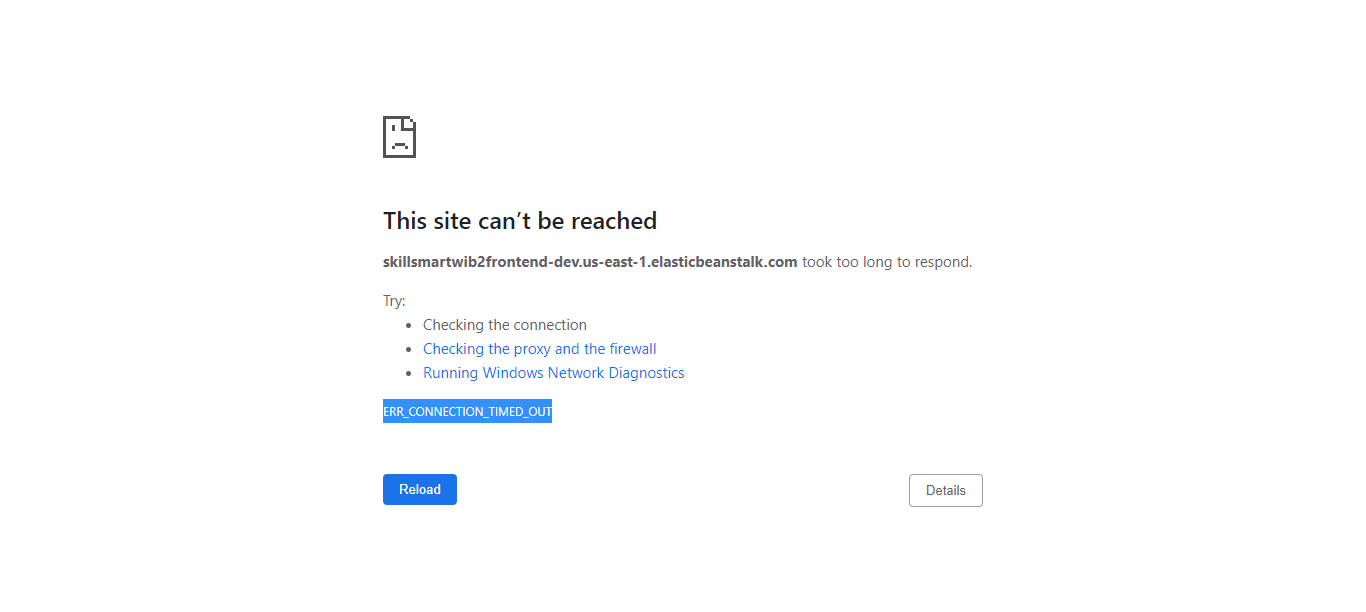 This site can’t be reached
skillsmartwib2frontend-dev.us-east-1.elasticbeanstalk.com took too long to respond.
Try:
Checking the connection
Checking the proxy and the firewall
Running Windows Network Diagnostics
ERR_CONNECTION_TIMED_OUT
Reload
Details